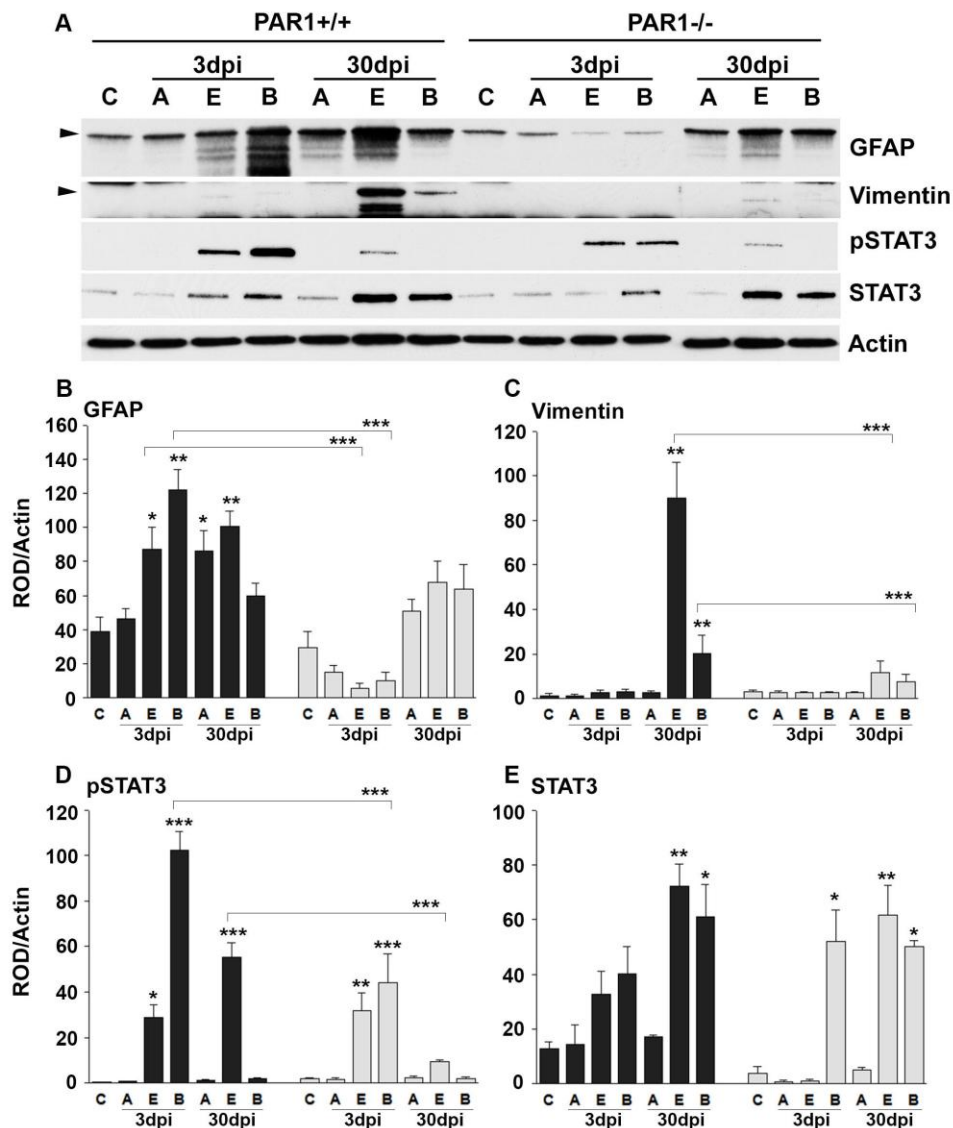 A PAR1+/+ PAR1-/-
3dpi 30dpi 3dpi 30dpi
C A E B A E B C A E B A E B
GFAP
Vimentin
pSTAT3
STAT3
Actin
B
GFAP
160
140
120
100
80
60
40
20
0
ROD/Actin
* ** * **
***
***
C A E B A E B C A E B A E B
3dpi 30dpi 3dpi 30dpi
C
Vimentin
120
100
80
60
40
20
0
** **
***
***
C A E B A E B C A E B A E B
3dpi 30dpi 3dpi 30dpi
D
pSTAT3
120
100
80
60
40
20
0
ROD/Actin
* *** *** ** ***
***
***
C A E B A E B C A E B A E B
3dpi 30dpi 3dpi 30dpi
E
STAT3
100
80
60
40
20
0
** * * ** *
C A E B A E B C A E B A E B
3dpi 30dpi 3dpi 30dpi